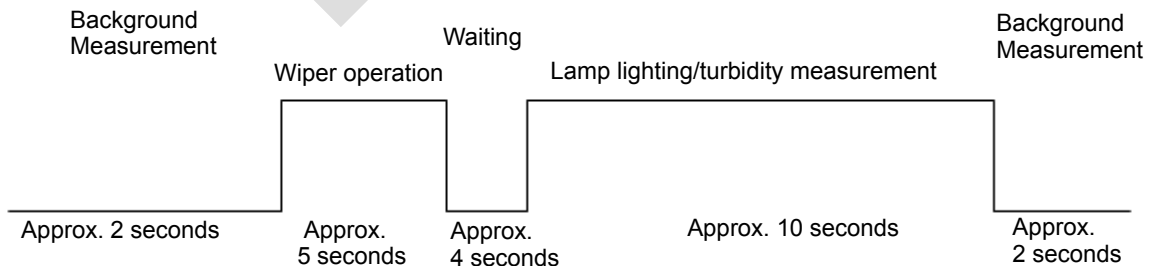 Background
Measurement
Wiper operation
Waiting
Lamp lighting/turbidity measurement
Background
Measurement
Approx. 2 seconds
Approx.
5 seconds
Approx.
4 seconds
Approx. 10 seconds
Approx.
2 seconds